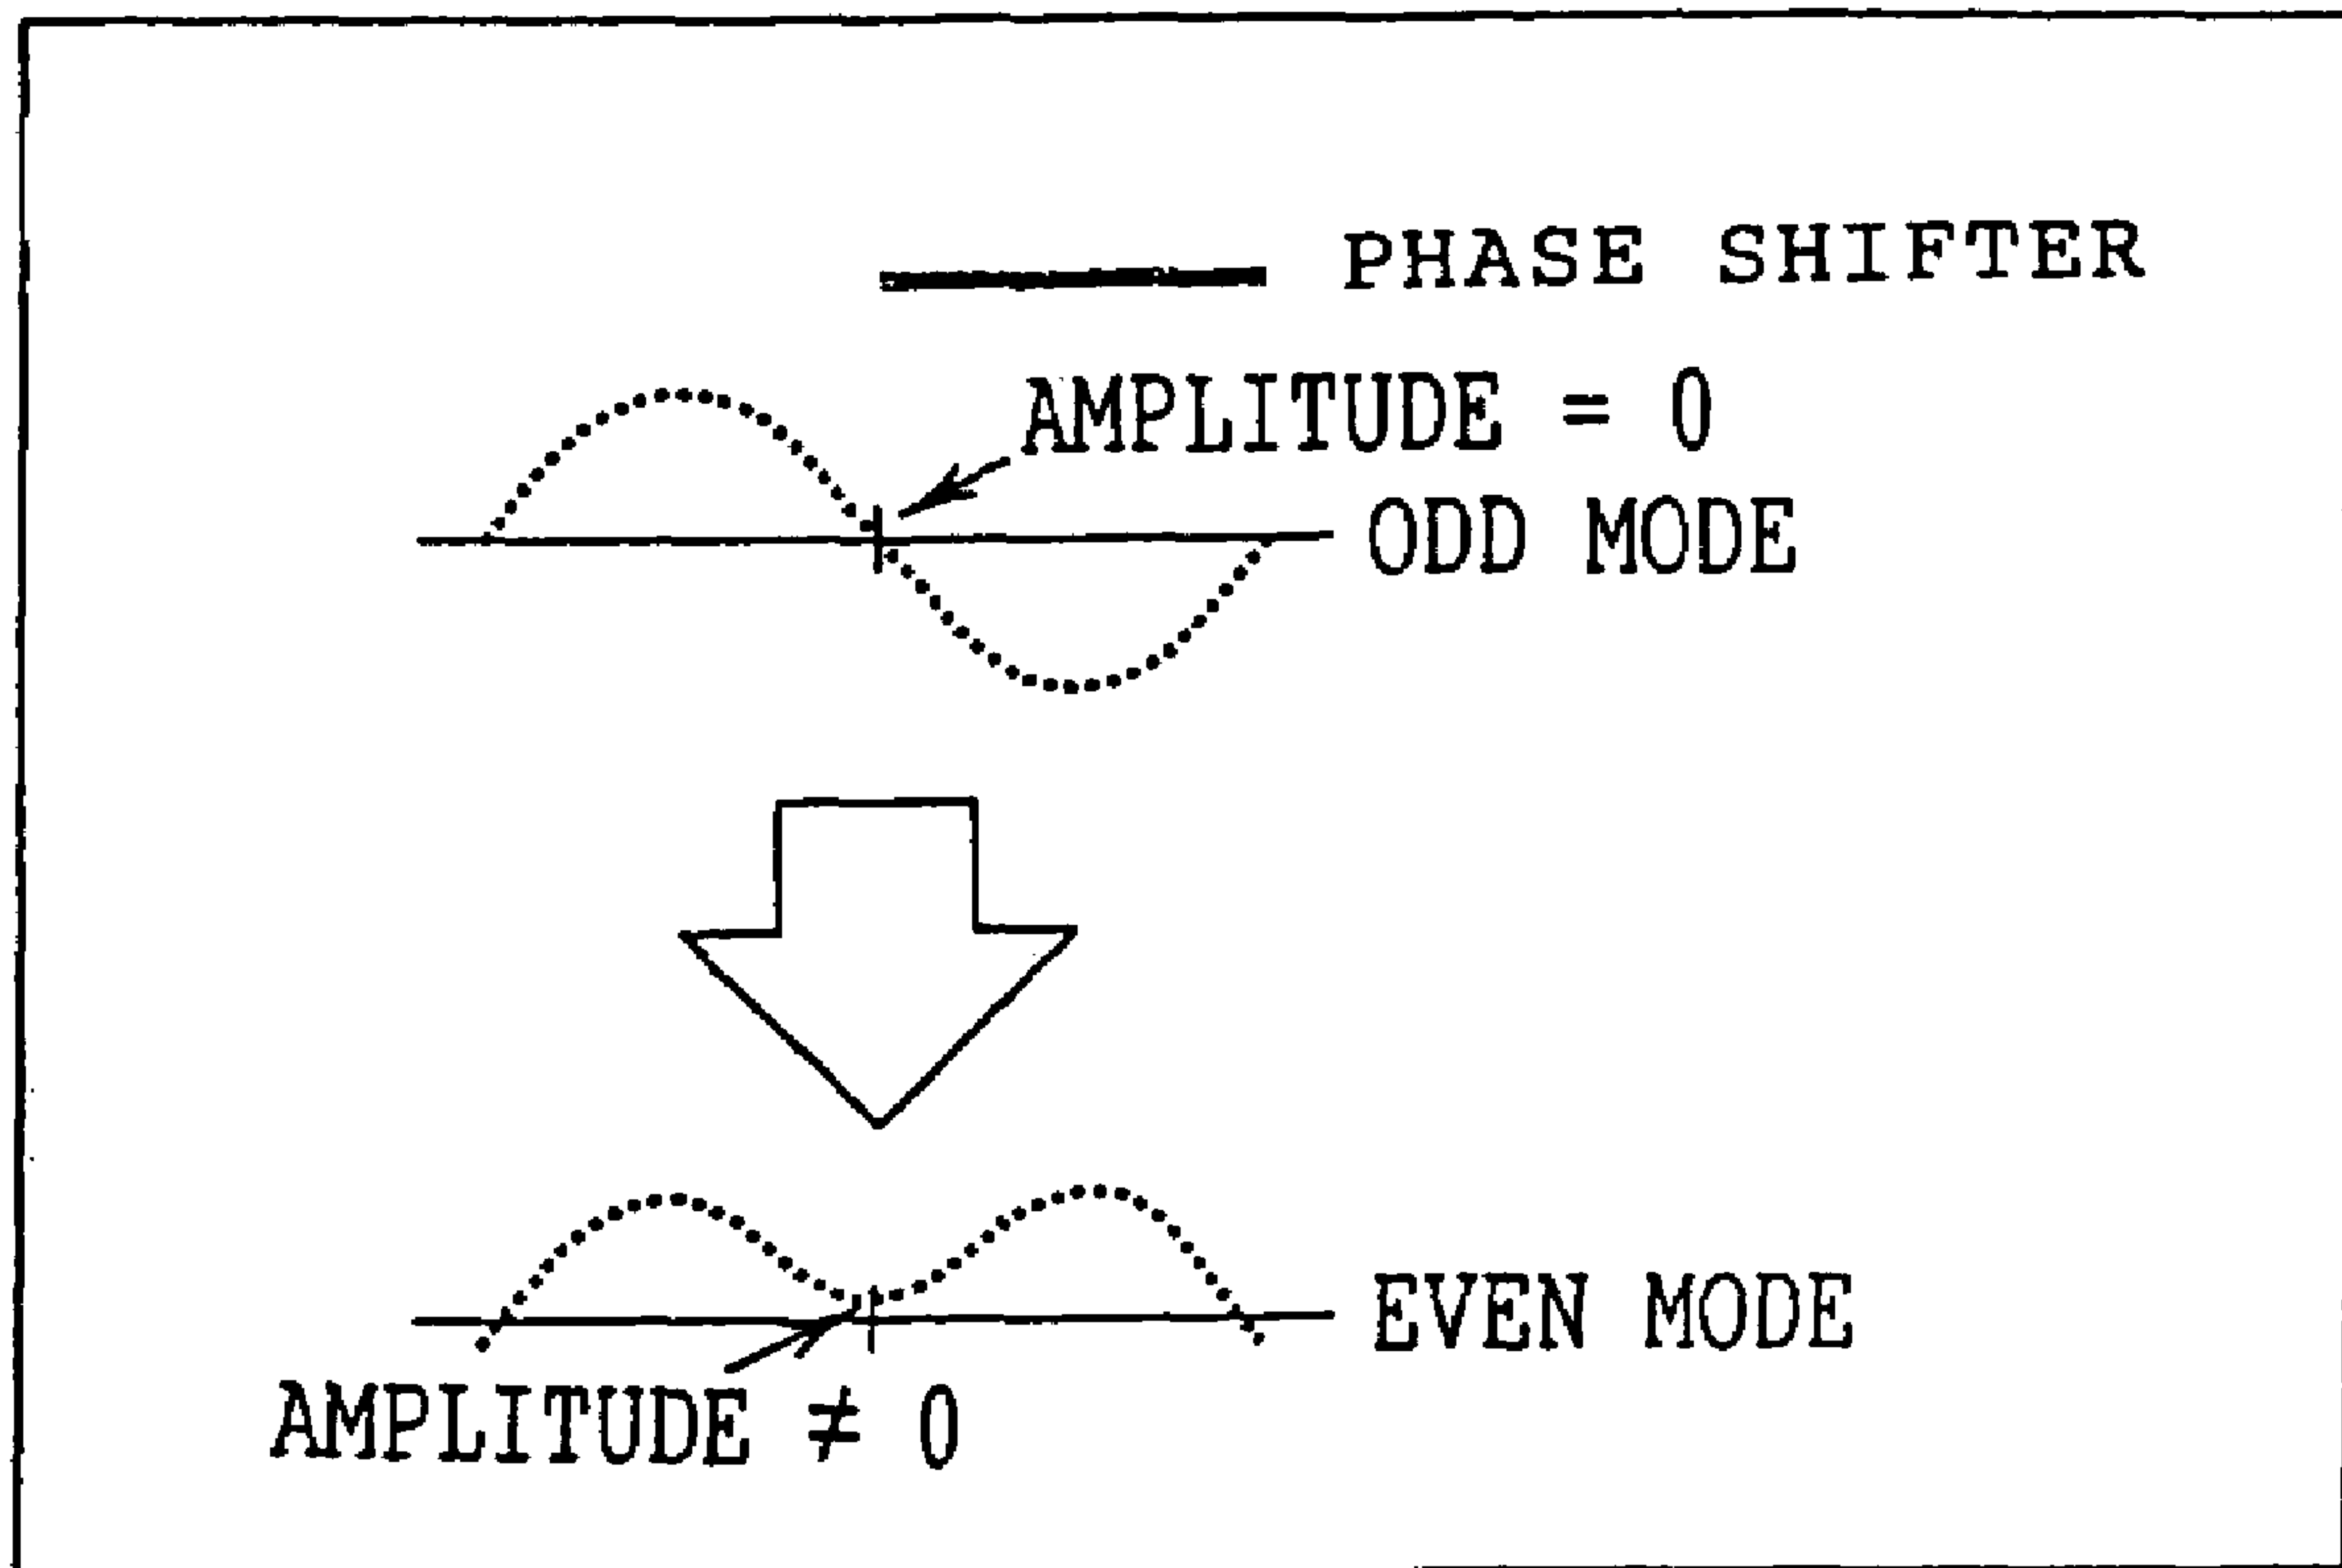 PHASE SHIFTER
AMPLITUDE = 0
ODD MODE
EVEN MODE
AMPLITUDE ≠ 0